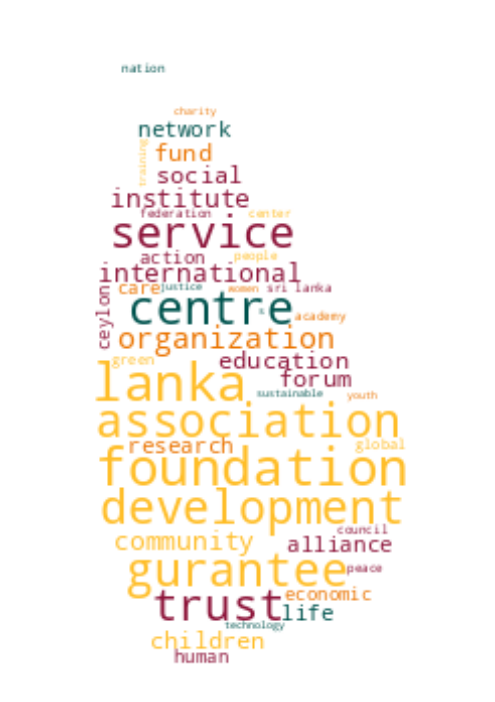 nation
charity
network
training
fund
social
institute
federation
center
service
action
people
international
care
justice
women
sri lanka
ceylon
centre
s
academy
organization
green
education
forum
lanka
sustainable
youth
association
research
global
foundation
development
council
community
alliance
gurantee
peace
economic
trust
life
technology
children
human